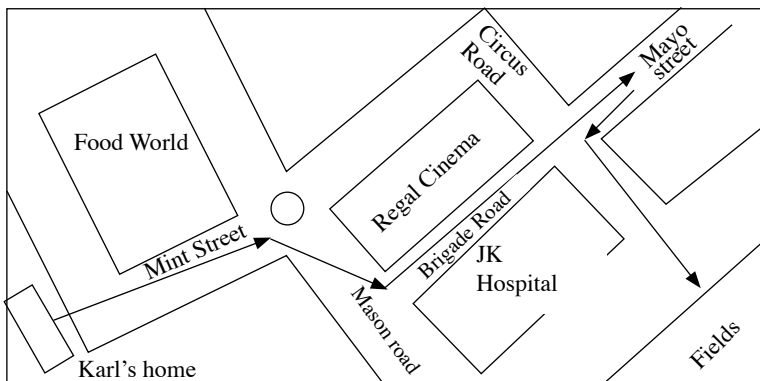 Circus
Road
Mayo
street
Food World
Regal Cinema
Mint Street
Brigade Road
JK
Hospital
Mason road
Fields
Karl's home